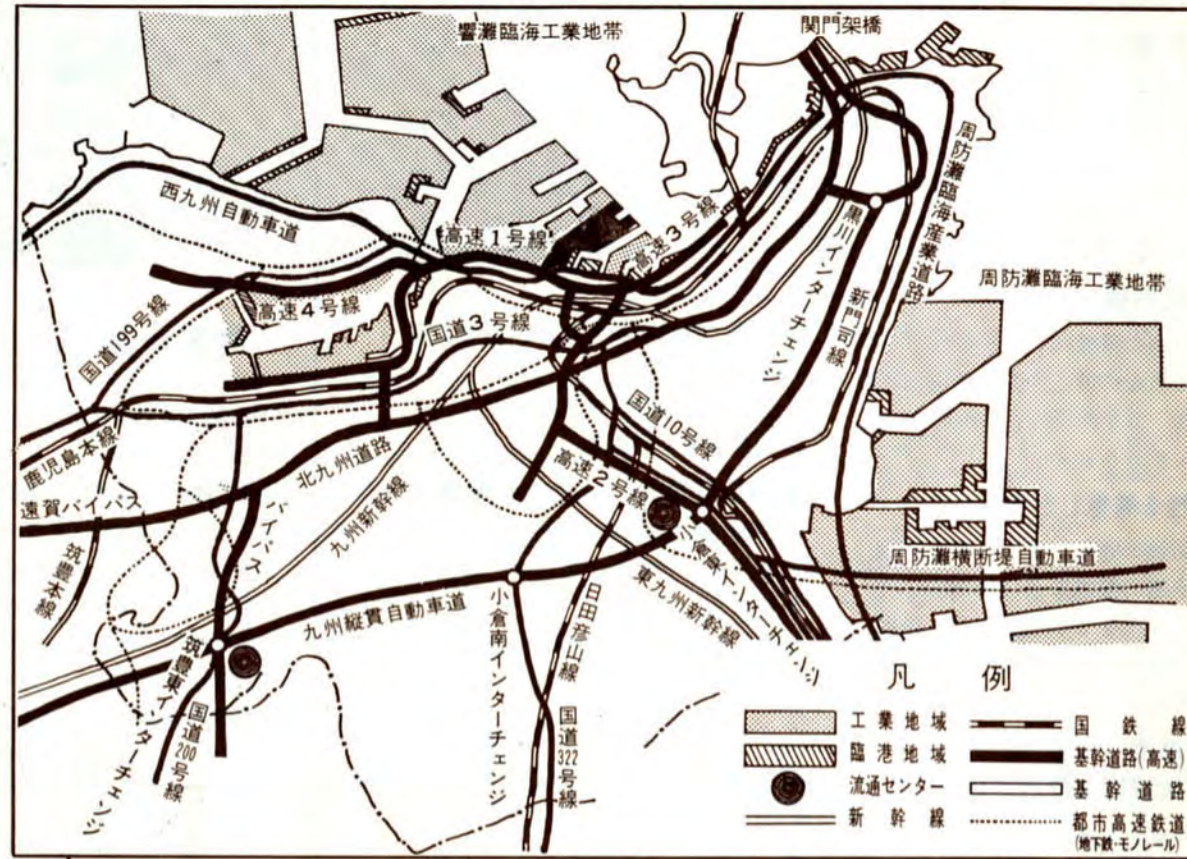 響灘臨海工業地帯
関門架橋
周防灘臨海産業道路
西九州自動車道
高速1号線
高速3号線
黒川インターチェンジ
新門司線
周防灘臨海工業地帯
高速4号線
国道3号線
国道199号線
国道10号線
鹿児島本線
北九州道路
高速2号線
遠賀バイパス
バイパス
九州新幹線
小倉東インターチェンジ
周防灘横断堤自動車道
筑豊本線
東九州新幹線
九州縦貫自動車道
小倉南インターチェンジ
日田彦山線
筑豊東インターチェンジ
国道200号線
国道322号線
凡例
工業地域
国鉄線
臨港地域
基幹道路(高速)
流通センター
基幹道路
新幹線
都市高速鉄道
(地下鉄・モノレール)